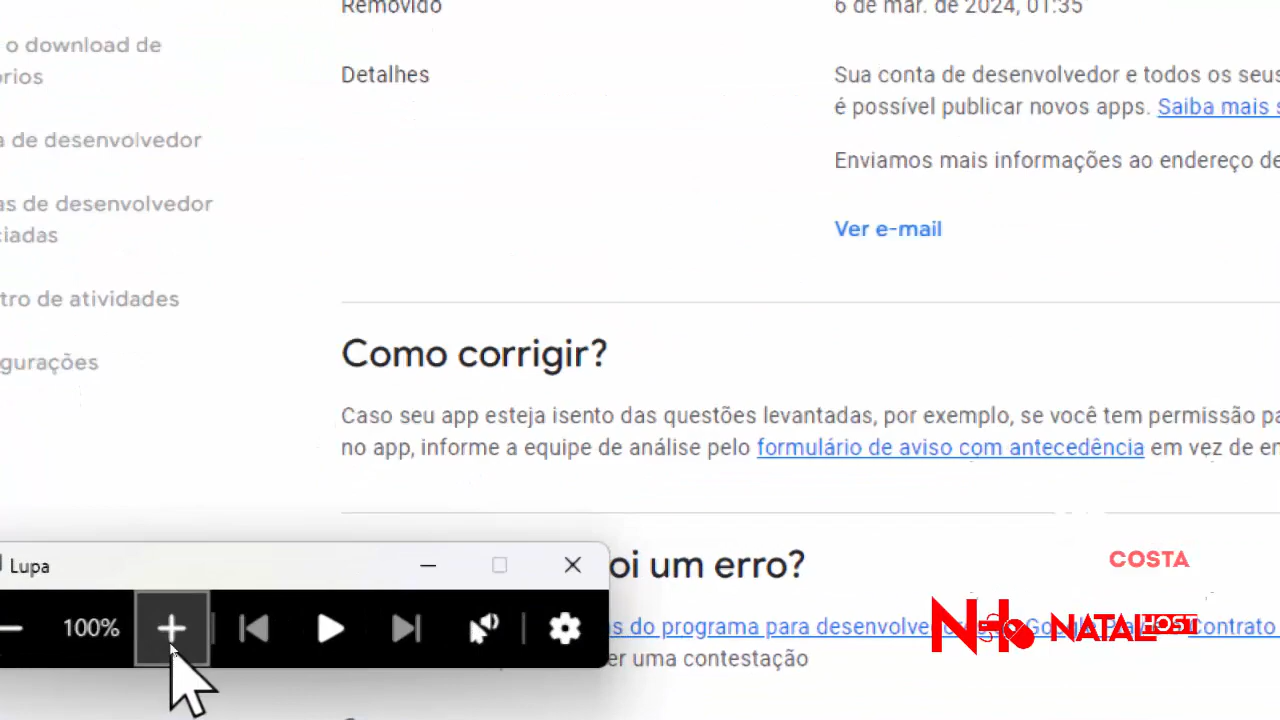 Removido
6 de mar. de 2024, 01:35
o download de
órios
Detalhes
Sua conta de desenvolvedor e todos os seus
é possível publicar novos apps. Saiba mais s
a de desenvolvedor
Enviamos mais informações ao endereço de
as de desenvolvedor
ciadas
Ver e-mail
tro de atividades
gurações
Como corrigir?
Caso seu app esteja isento das questões levantadas, por exemplo, se você tem permissão pa
no app, informe a equipe de análise pelo formulário de aviso com antecedência em vez de en
Lupa
oi um erro?
COSTA
100%
s do programa para desenvolve
Contrato
NH
NATAL HOST
er uma contestação